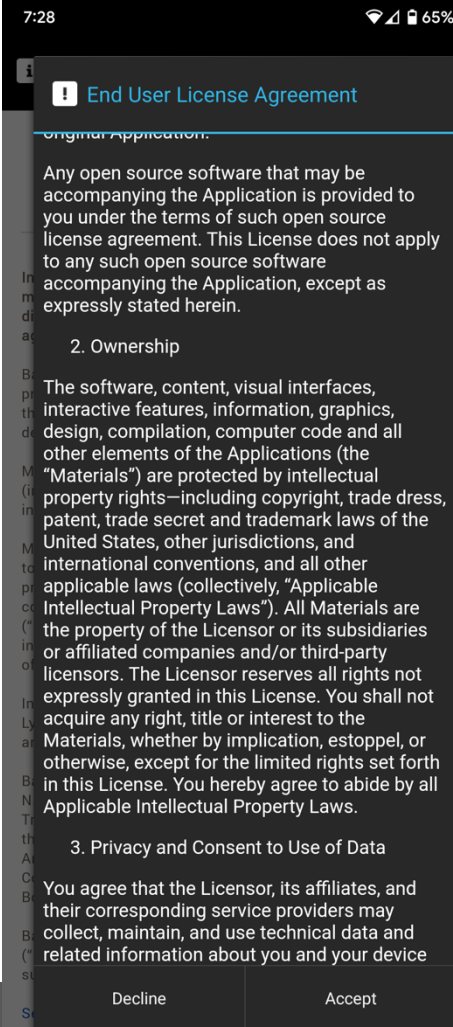 7:28
65%
End User License Agreement
original Application.
Any open source software that may be
accompanying the Application is provided to
you under the terms of such open source
license agreement. This License does not apply
to any such open source software
accompanying the Application, except as
expressly stated herein.
2. Ownership
The software, content, visual interfaces,
interactive features, information, graphics,
design, compilation, computer code and all
other elements of the Applications (the
“Materials”) are protected by intellectual
property rights—including copyright, trade dress,
patent, trade secret and trademark laws of the
United States, other jurisdictions, and
international conventions, and all other
applicable laws (collectively, “Applicable
Intellectual Property Laws”). All Materials are
the property of the Licensor or its subsidiaries
or affiliated companies and/or third-party
licensors. The Licensor reserves all rights not
expressly granted in this License. You shall not
acquire any right, title or interest to the
Materials, whether by implication, estoppel, or
otherwise, except for the limited rights set forth
in this License. You hereby agree to abide by all
Applicable Intellectual Property Laws.
3. Privacy and Consent to Use of Data
You agree that the Licensor, its affiliates, and
their corresponding service providers may
collect, maintain, and use technical data and
related information about you and your device
Decline
Accept